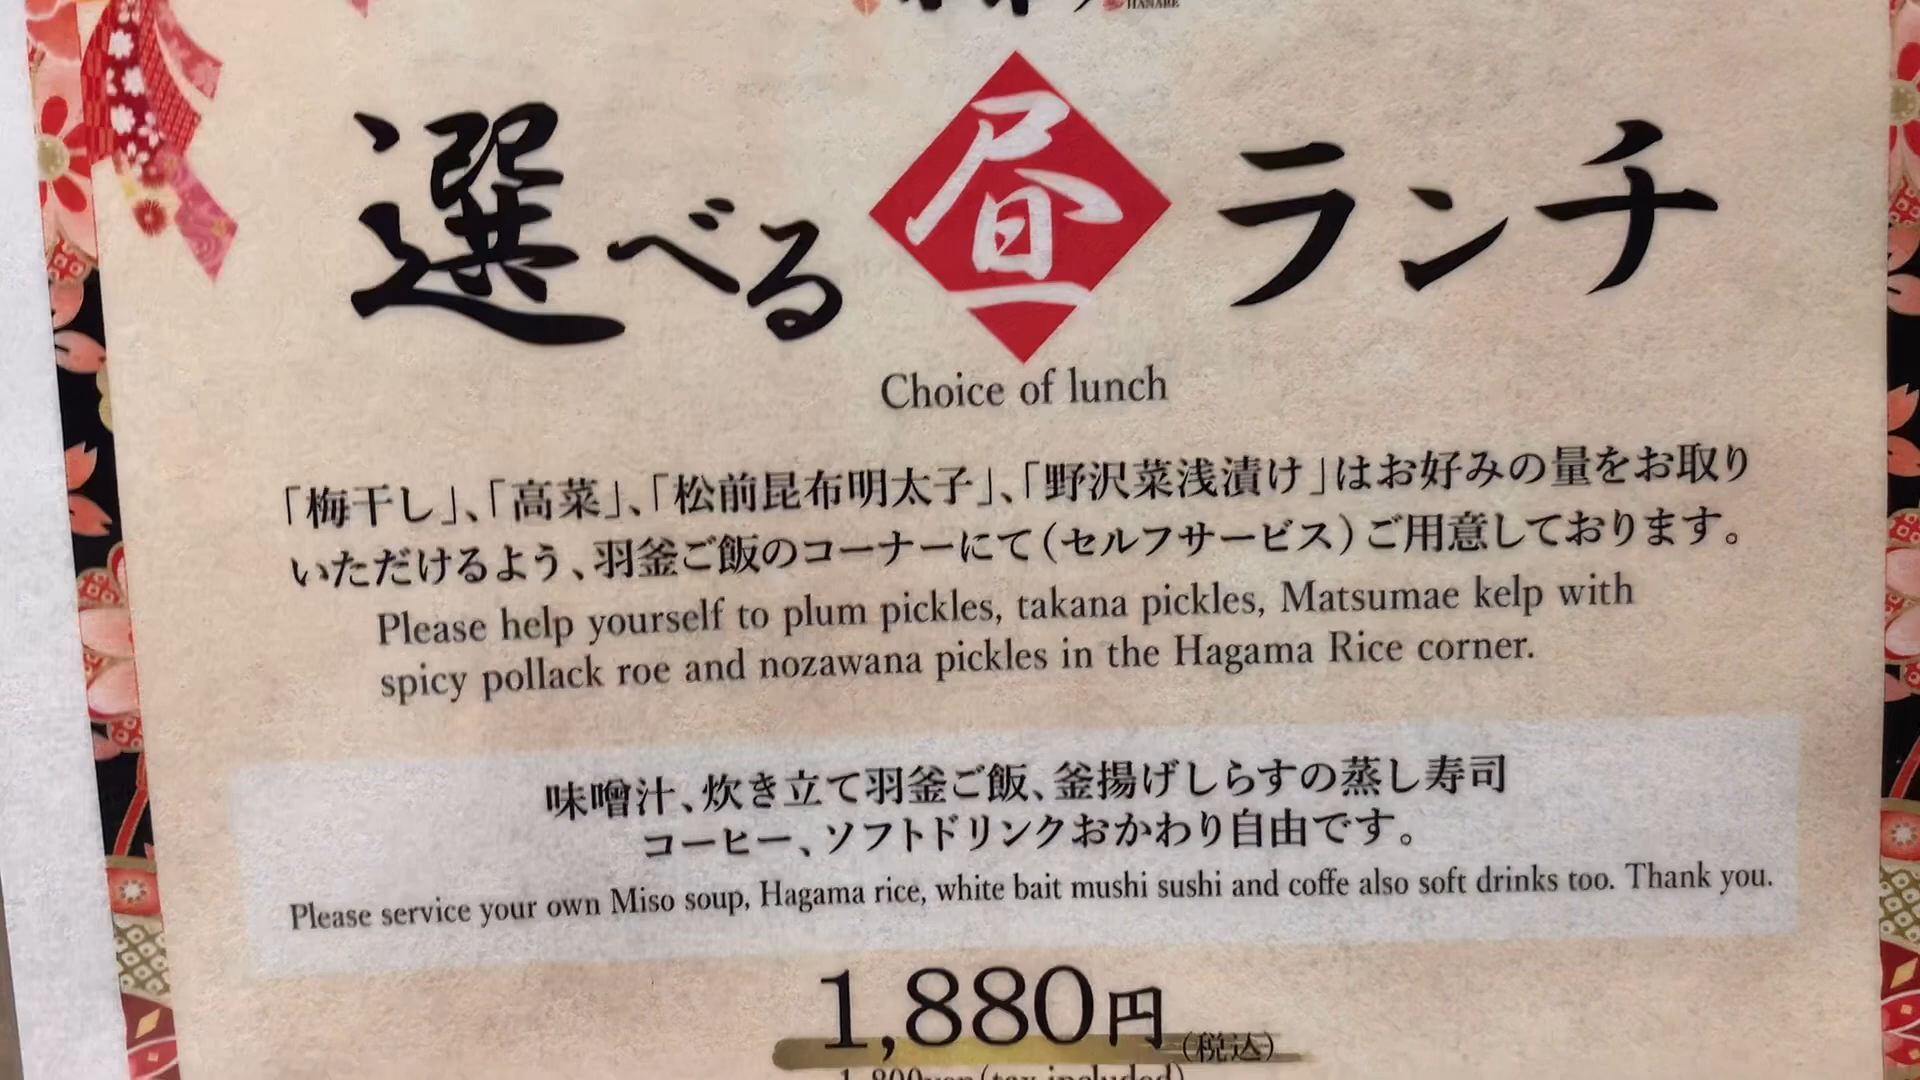 HANARE
選べる昼ランチ
Choice of lunch
「梅干し」、「高菜」、「松前昆布明太子」、「野沢菜浅漬け」はお好みの量をお取り
いただけるよう、羽釜ご飯のコーナーにて(セルフサービス)ご用意しております。
Please help yourself to plum pickles, takana pickles, Matsumae kelp with
spicy pollack roe and nozawana pickles in the Hagama Rice corner.
味噌汁、炊き立て羽釜ご飯、釜揚げしらすの蒸し寿司
コーヒー、ソフトドリンクおかわり自由です。
Please service your own Miso soup, Hagama rice, white bait mushi sushi and coffe also soft drinks too. Thank you.
1,880円(税込)
(tax included)